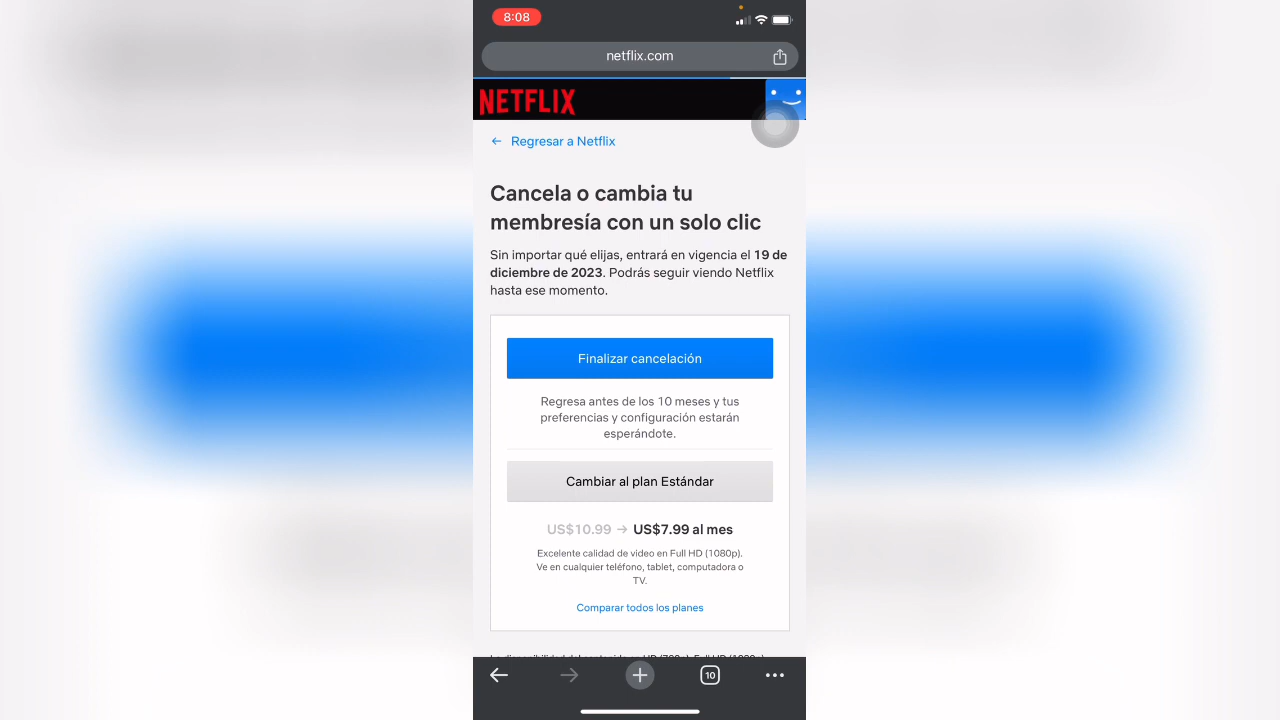 8:08
netflix.com
NETFLIX
← Regresar a Netflix
Cancela o cambia tu
membresía con un solo clic
Sin importar qué elijas, entrará en vigencia el 19 de
diciembre de 2023. Podrás seguir viendo Netflix
hasta ese momento.
Finalizar cancelación
Regresa antes de los 10 meses y tus
preferencias y configuración estarán
esperándote.
Cambiar al plan Estándar
US$10.99 → US$7.99 al mes
Excelente calidad de video en Full HD (1080p).
Ve en cualquier teléfono, tablet, computadora o
TV.
Comparar todos los planes
10